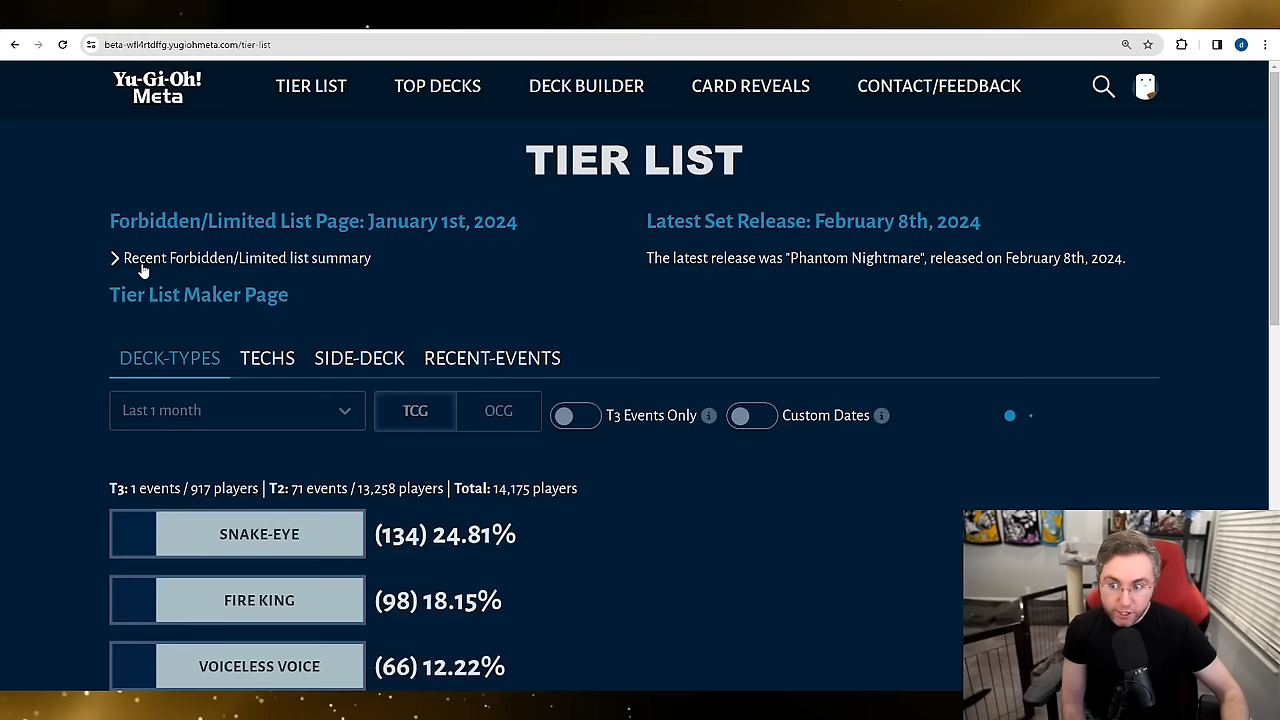 beta-wfl4rtdffg.yugiohmeta.com/tier-list
Yu-Gi-Oh! Meta
TIER LIST
TOP DECKS
DECK BUILDER
CARD REVEALS
CONTACT/FEEDBACK
TIER LIST
Forbidden/Limited List Page: January 1st, 2024
Recent Forbidden/Limited list summary
Tier List Maker Page
Latest Set Release: February 8th, 2024
The latest release was "Phantom Nightmare", released on February 8th, 2024.
DECK-TYPES
TECHS
SIDE-DECK
RECENT-EVENTS
Last 1 month
TCG
OCG
T3 Events Only
Custom Dates
T3: 1 events / 917 players | T2: 71 events / 13,258 players | Total: 14,175 players
SNAKE-EYE (134) 24.81%
FIRE KING (98) 18.15%
VOICELESS VOICE (66) 12.22%